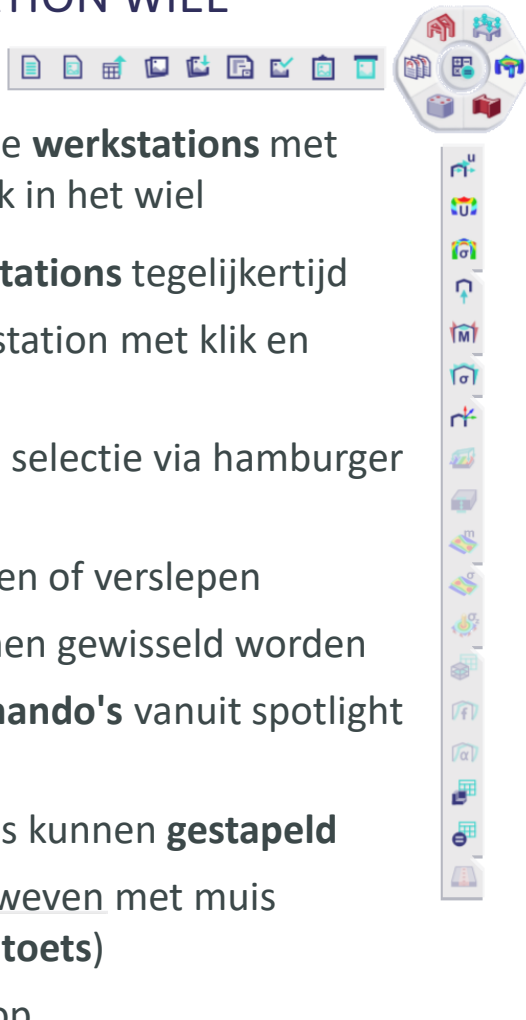 TION WIEL
e werkstations met
k in het wiel
tations tegelijkertijd
station met klik en
selectie via hamburger
en of verslepen
nen gewisseld worden
nando's vanuit spotlight
s kunnen gestapeld
weven met muis
toets)